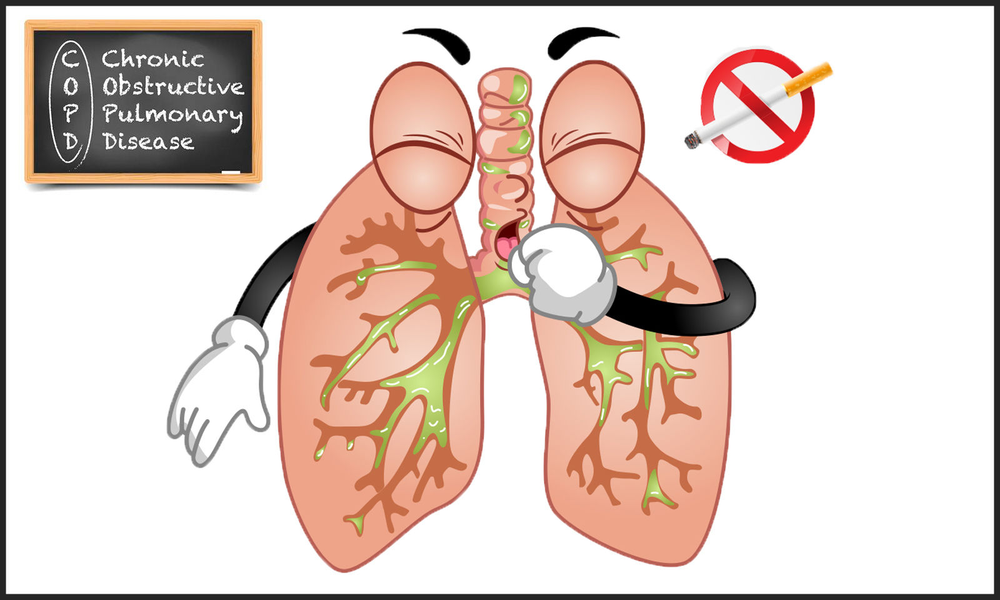 C Chronic
O Obstructive
P Pulmonary
D Disease